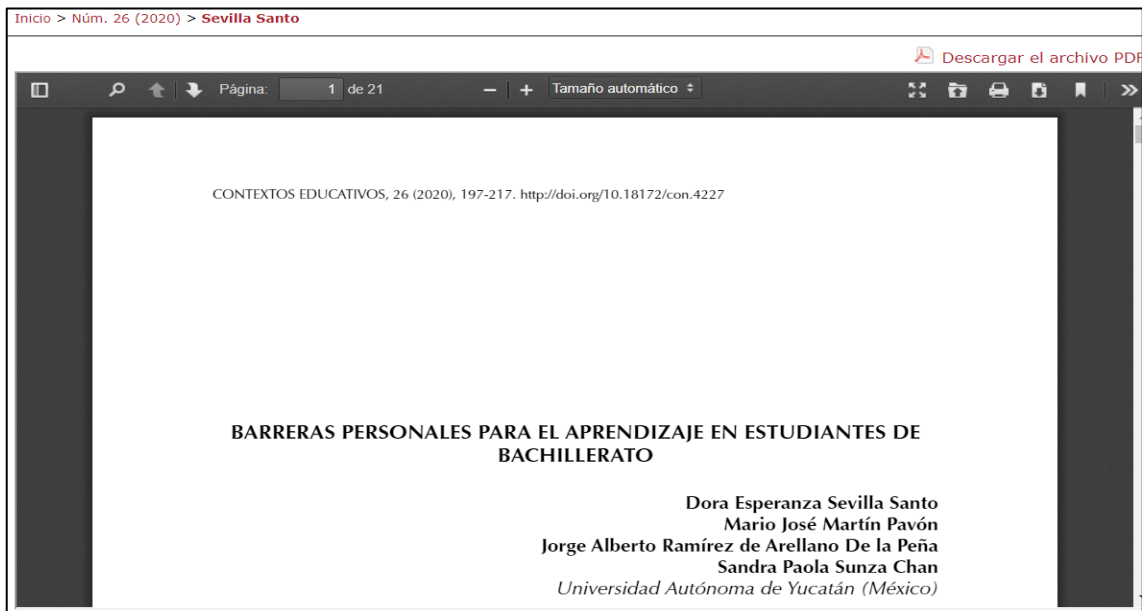 Inicio > Núm. 26 (2020) > Sevilla Santo
Descargar el archivo PDF
Página: 1 de 21 Tamaño automático
CONTEXTOS EDUCATIVOS, 26 (2020), 197-217. http://doi.org/10.18172/con.4227
BARRERAS PERSONALES PARA EL APRENDIZAJE EN ESTUDIANTES DE
BACHILLERATO
Dora Esperanza Sevilla Santo
Mario José Martín Pavón
Jorge Alberto Ramírez de Arellano De la Peña
Sandra Paola Sunza Chan
Universidad Autónoma de Yucatán (México)